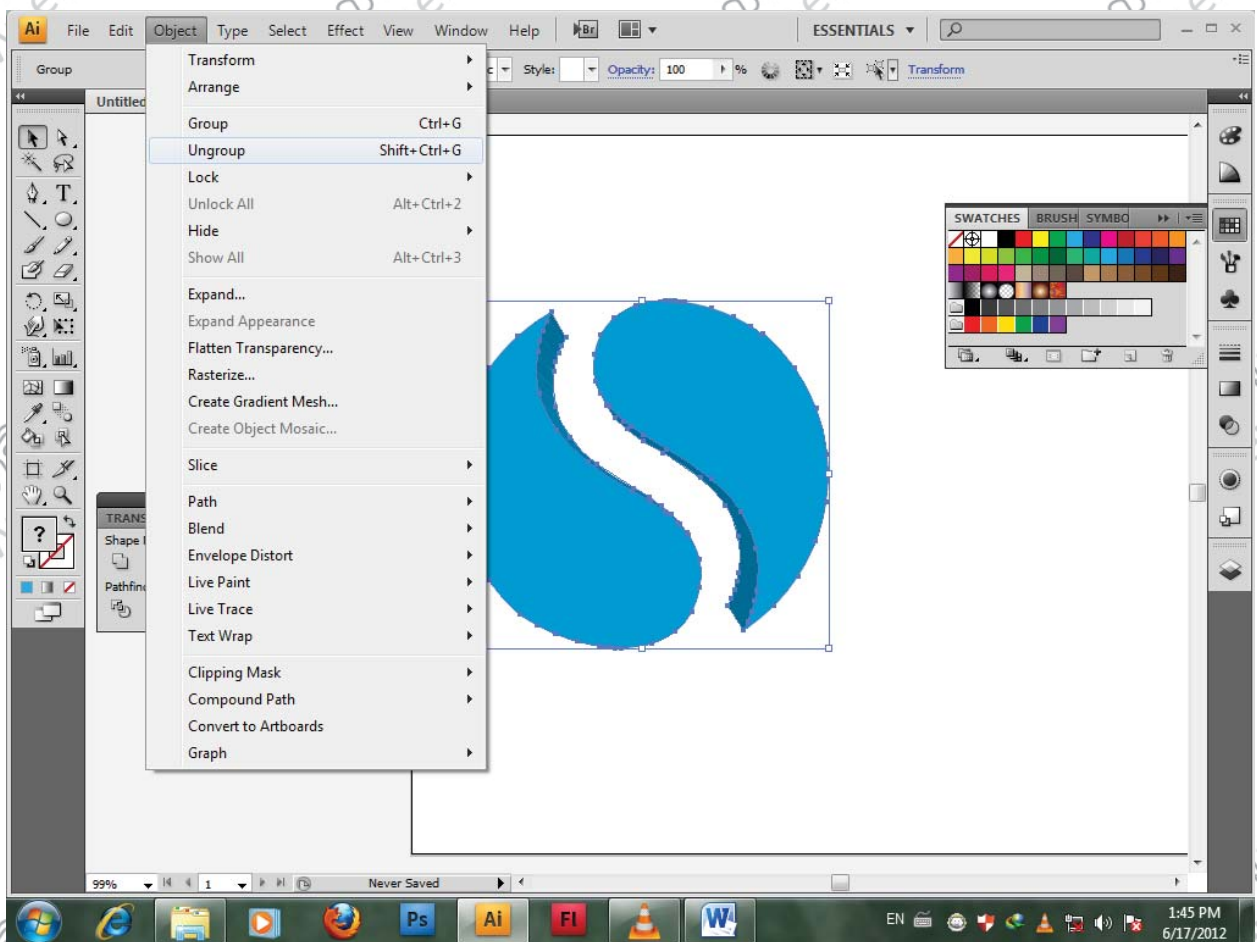 Ai File Edit Object Type Select Effect View Window Help Br ESSENTIALS
Group Style: Opacity: 100 % Transform
Untitled
Transform
Arrange
Group Ctrl+G
Ungroup Shift+Ctrl+G
Lock
Unlock All Alt+Ctrl+2
Hide
Show All Alt+Ctrl+3
Expand...
Expand Appearance
Flatten Transparency...
Rasterize...
Create Gradient Mesh...
Create Object Mosaic...
Slice
Path
Blend
Envelope Distort
Live Paint
Live Trace
Text Wrap
Clipping Mask
Compound Path
Convert to Artboards
Graph
SWATCHES BRUSH SYMBO
TRANS
Shape
Pathfin
99% 1 Never Saved
Ps Ai Fl W EN 1:45 PM
6/17/2012